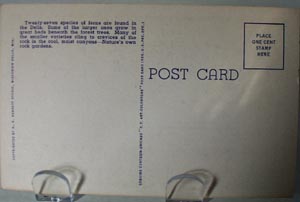 Twenty-seven species of ferns are found in
the Dells. Some of the larger ones grow in
great beds beneath the forest trees. Many of
the smaller varieties cling to crevices of the
rock in the cool, moist canyons—Nature's own
rock gardens.
POST CARD
PLACE
ONE CENT
STAMP
HERE